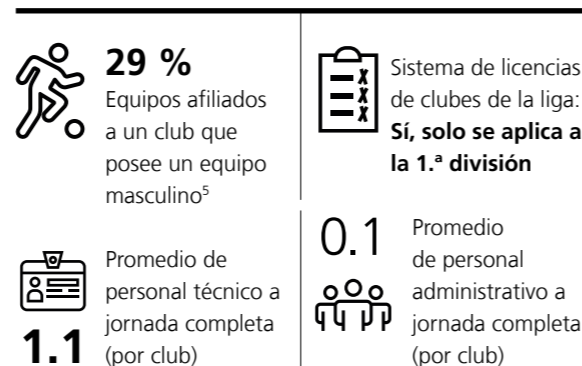 29 %
Equipos afiliados
a un club que
posee un equipo
masculino5
Sistema de licencias
de clubes de la liga:
Sí, solo se aplica a
la 1.ª división
Promedio de
personal técnico a
jornada completa
1.1 (por club)
0.1 Promedio
de personal
administrativo a
jornada completa
(por club)